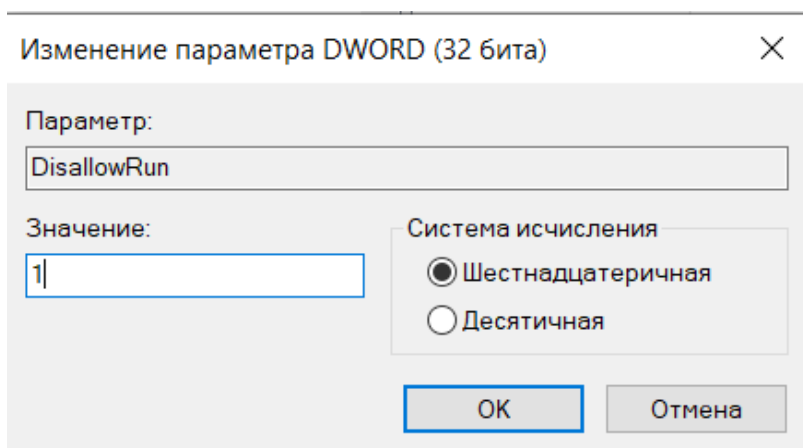 Изменение параметра DWORD (32 бита)
Параметр:
DisallowRun
Значение:
1
Система исчисления
Шестнадцатеричная
Десятичная
OK
Отмена